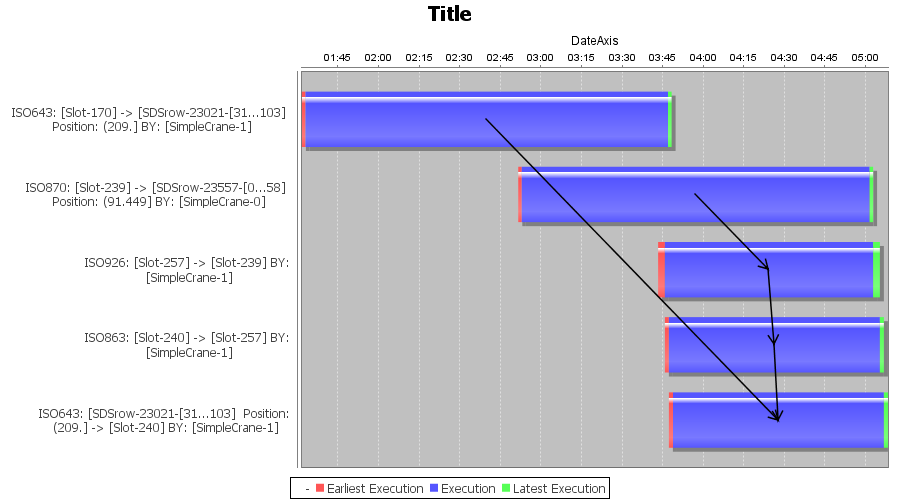 Title
DateAxis
01:45 02:00 02:15 02:30 02:45 03:00 03:15 03:30 03:45 04:00 04:15 04:30 04:45 05:00
ISO643: [Slot-170] -> [SDSrow-23021-[31...103]
Position: (209.] BY: [SimpleCrane-1]
ISO870: [Slot-239] -> [SDSrow-23557-[0...58]
Position: (91.449] BY: [SimpleCrane-0]
ISO926: [Slot-257] -> [Slot-239] BY:
[SimpleCrane-1]
ISO863: [Slot-240] -> [Slot-257] BY:
[SimpleCrane-1]
ISO643: [SDSrow-23021-[31...103] Position:
(209.] -> [Slot-240] BY: [SimpleCrane-1]
- Earliest Execution Execution Latest Execution